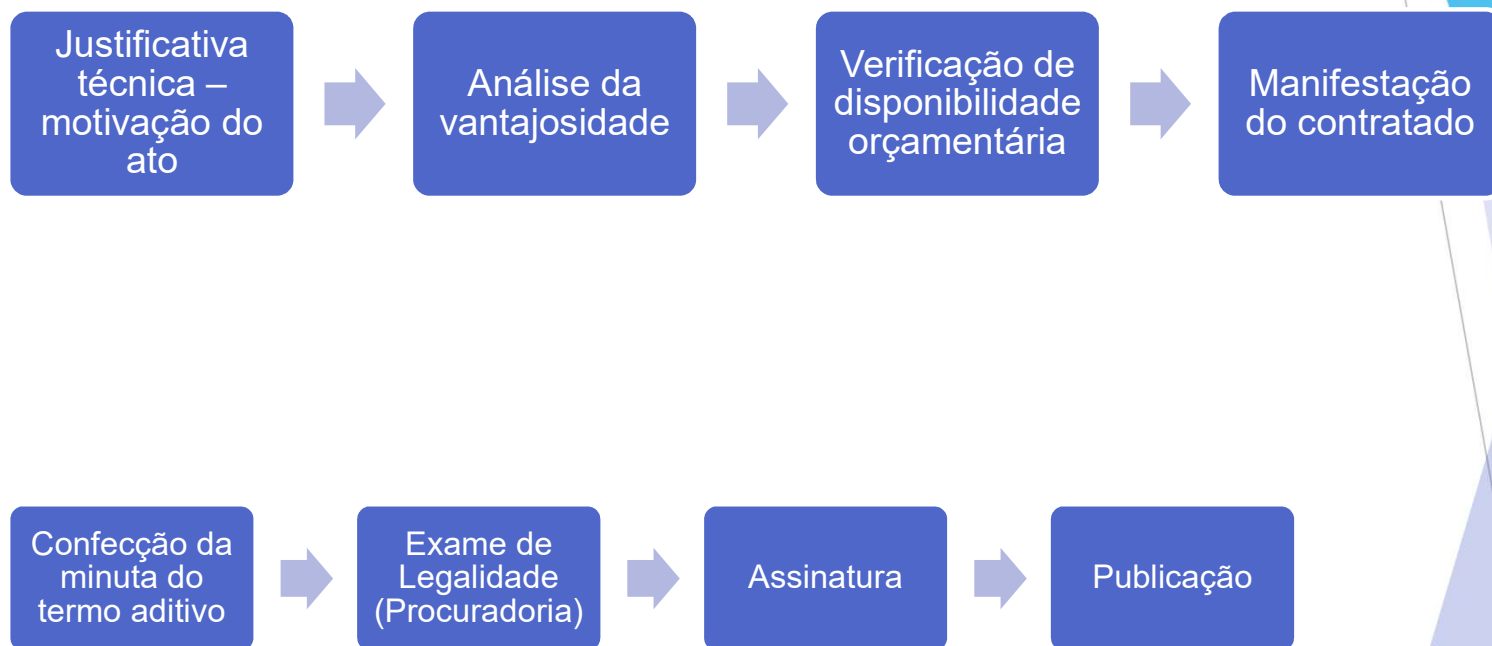 Justificativa
técnica –
motivação do
ato
Análise da
vantajosidade
Verificação de
disponibilidade
orçamentária
Manifestação
do contratado
Confecção da
minuta do
termo aditivo
Exame de
Legalidade
(Procuradoria)
Assinatura
Publicação